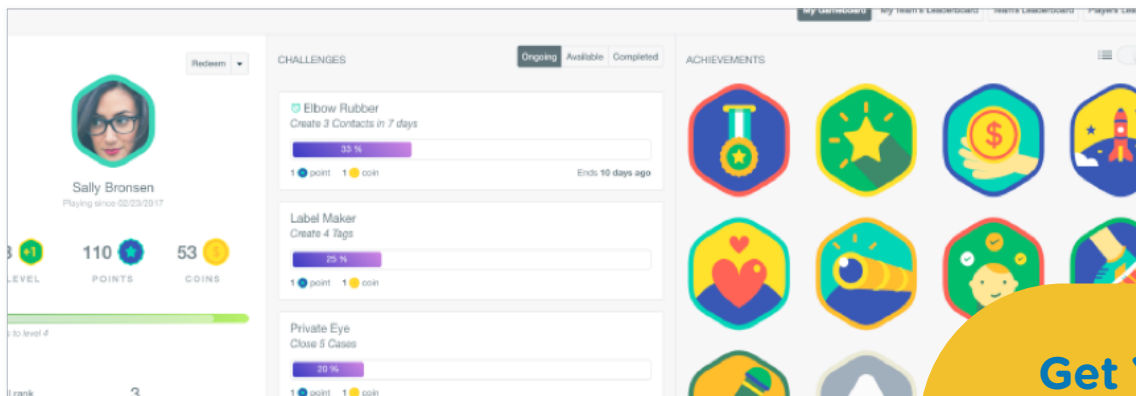 My Gameboard My Team's Leaderboard Teams Leaderboard Players
Redeem
CHALLENGES
Ongoing Available Completed
ACHIEVEMENTS
Elbow Rubber
Create 3 Contacts in 7 days
33 %
1 point 1 coin
Ends 10 days ago
Sally Bronsen
Playing since 02/23/2017
Label Maker
Create 4 Tags
25 %
1 point 1 coin
+1 110 53
LEVEL POINTS COINS
to level 4
Private Eye
Close 5 Cases
20 %
1 point 1 coin
rank 3
Get